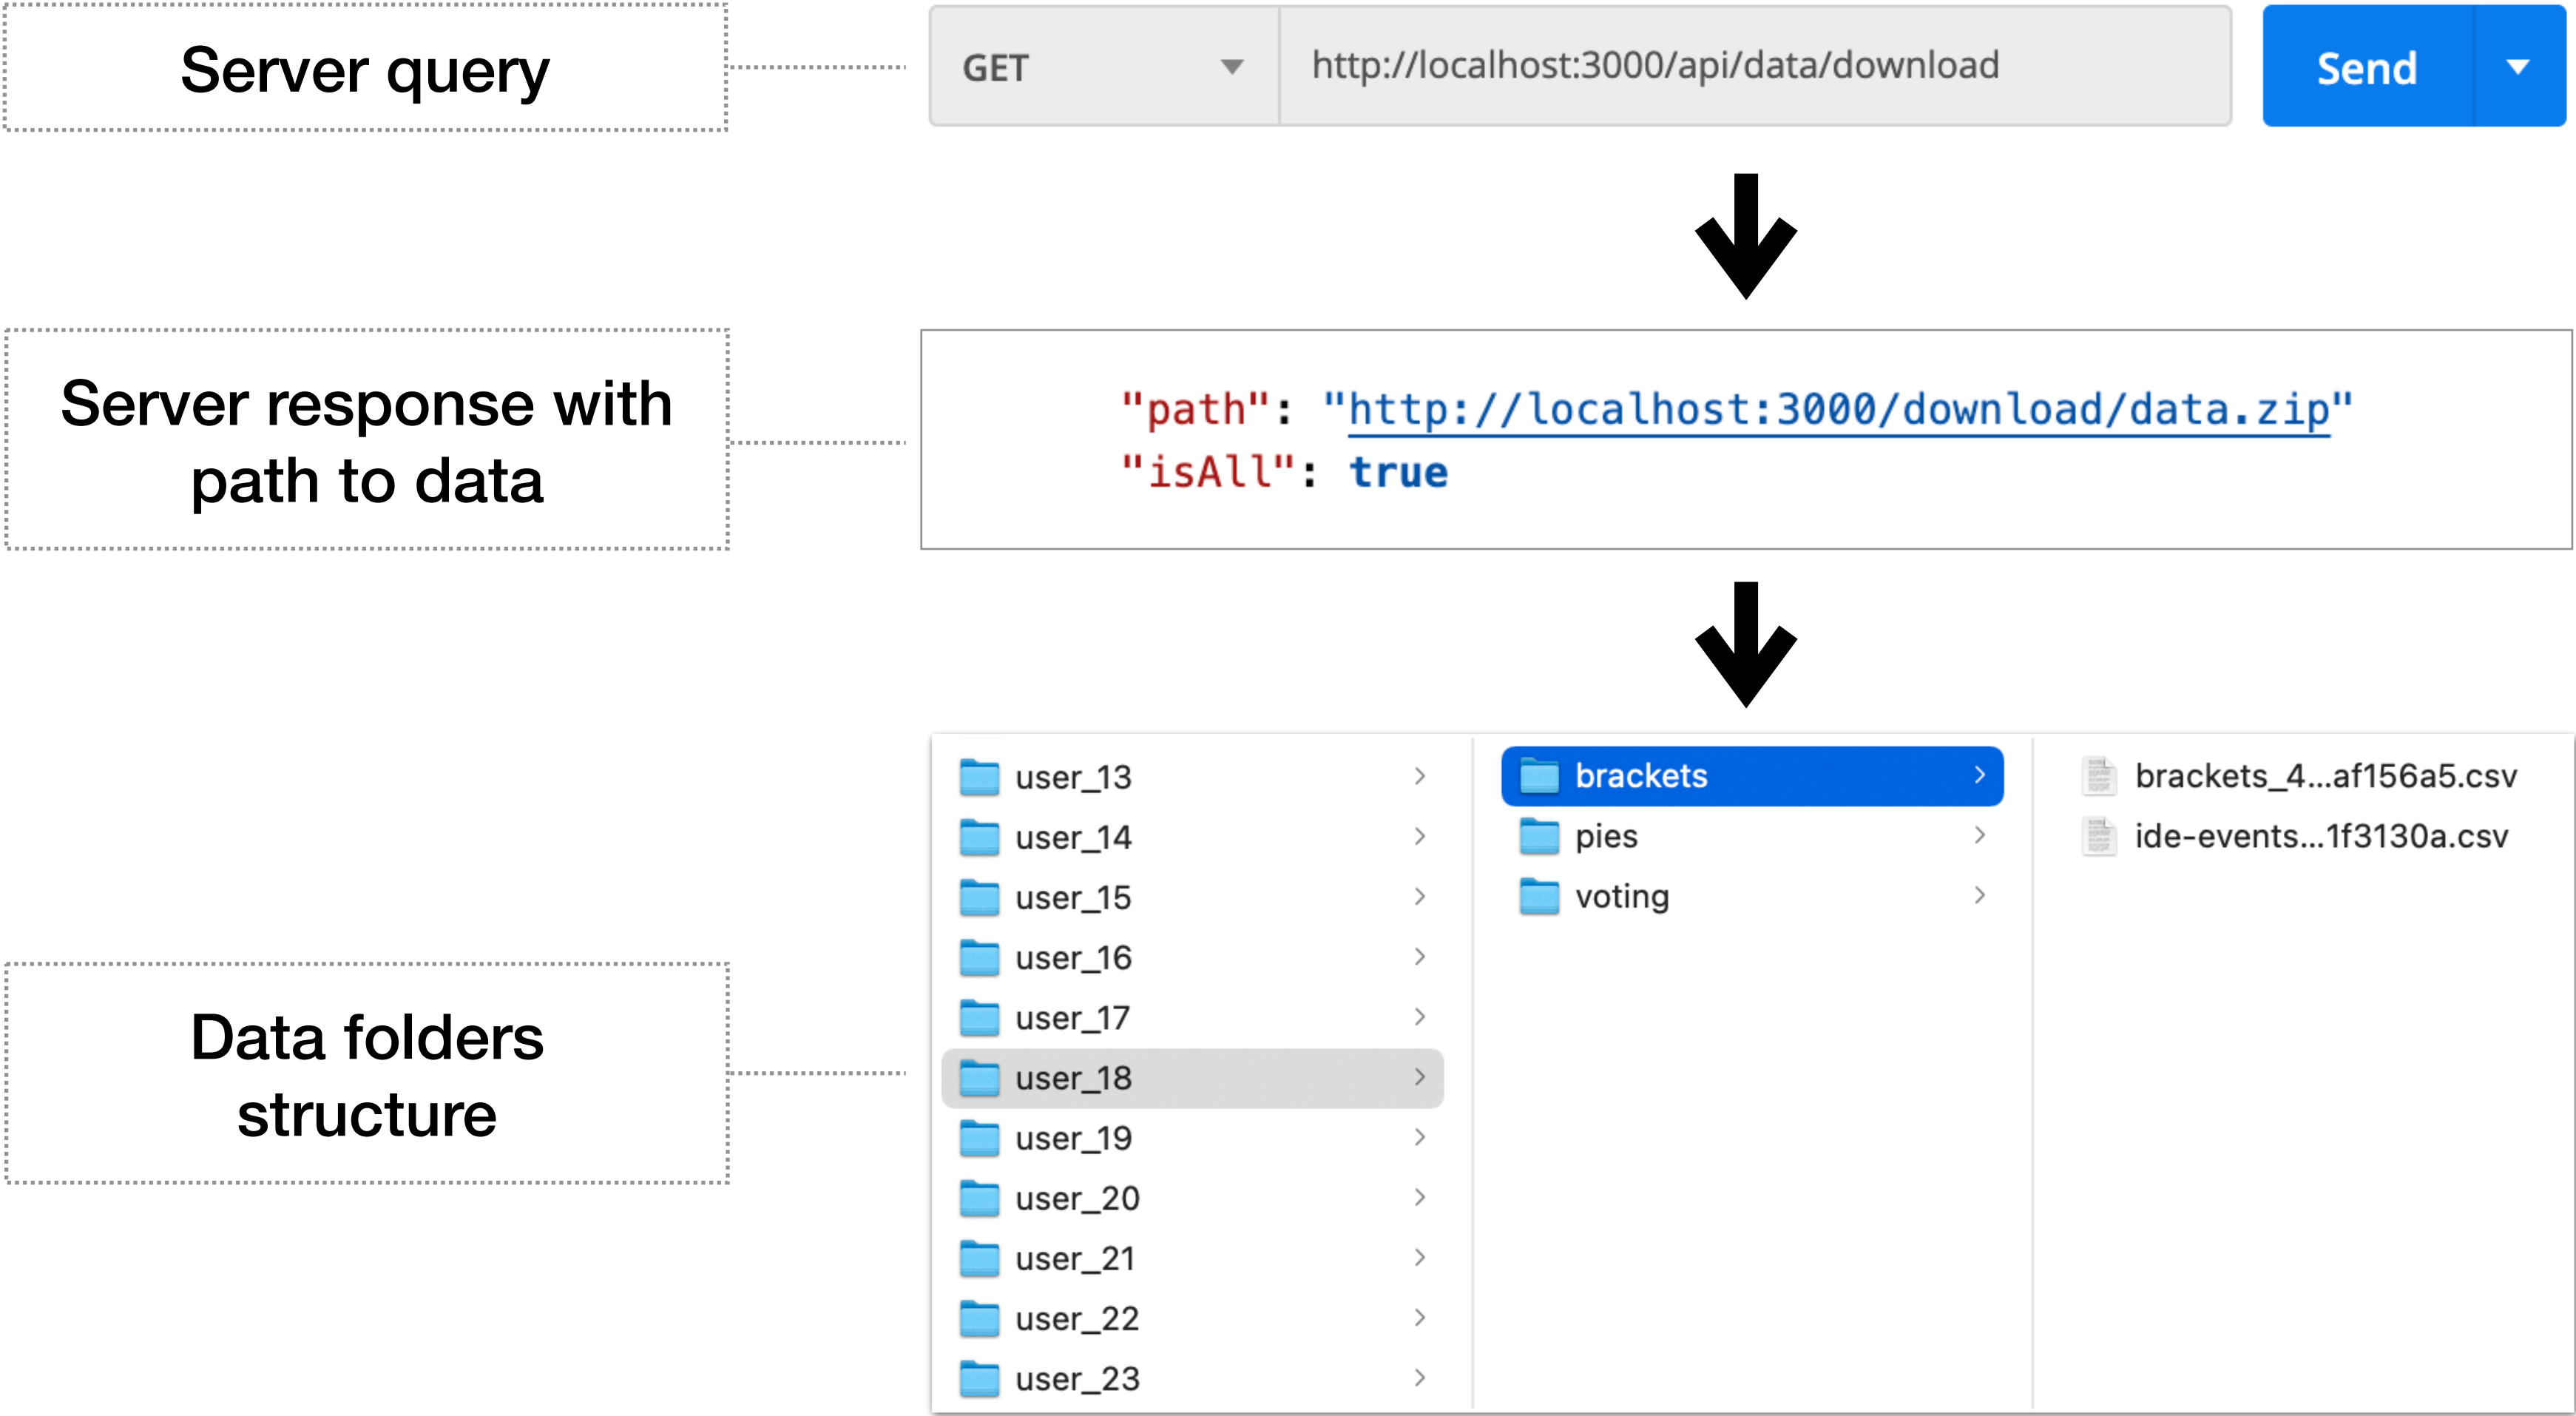 Server query
GET
http://localhost:3000/api/data/download
Send
Server response with
path to data
"path": "http://localhost:3000/download/data.zip"
"isAll": true
Data folders
structure
user_13
user_14
user_15
user_16
user_17
user_18
user_19
user_20
user_21
user_22
user_23
brackets
pies
voting
brackets_4...af156a5.csv
ide-events...1f3130a.csv